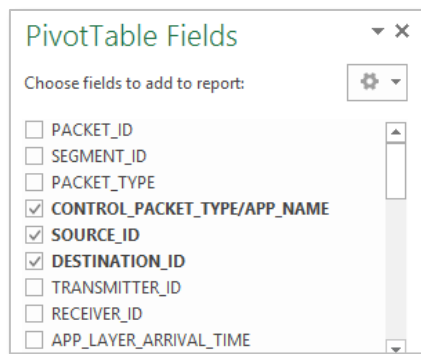 PivotTable Fields
Choose fields to add to report:
PACKET_ID
SEGMENT_ID
PACKET_TYPE
CONTROL_PACKET_TYPE/APP_NAME
SOURCE_ID
DESTINATION_ID
TRANSMITTER_ID
RECEIVER_ID
APP_LAYER_ARRIVAL_TIME